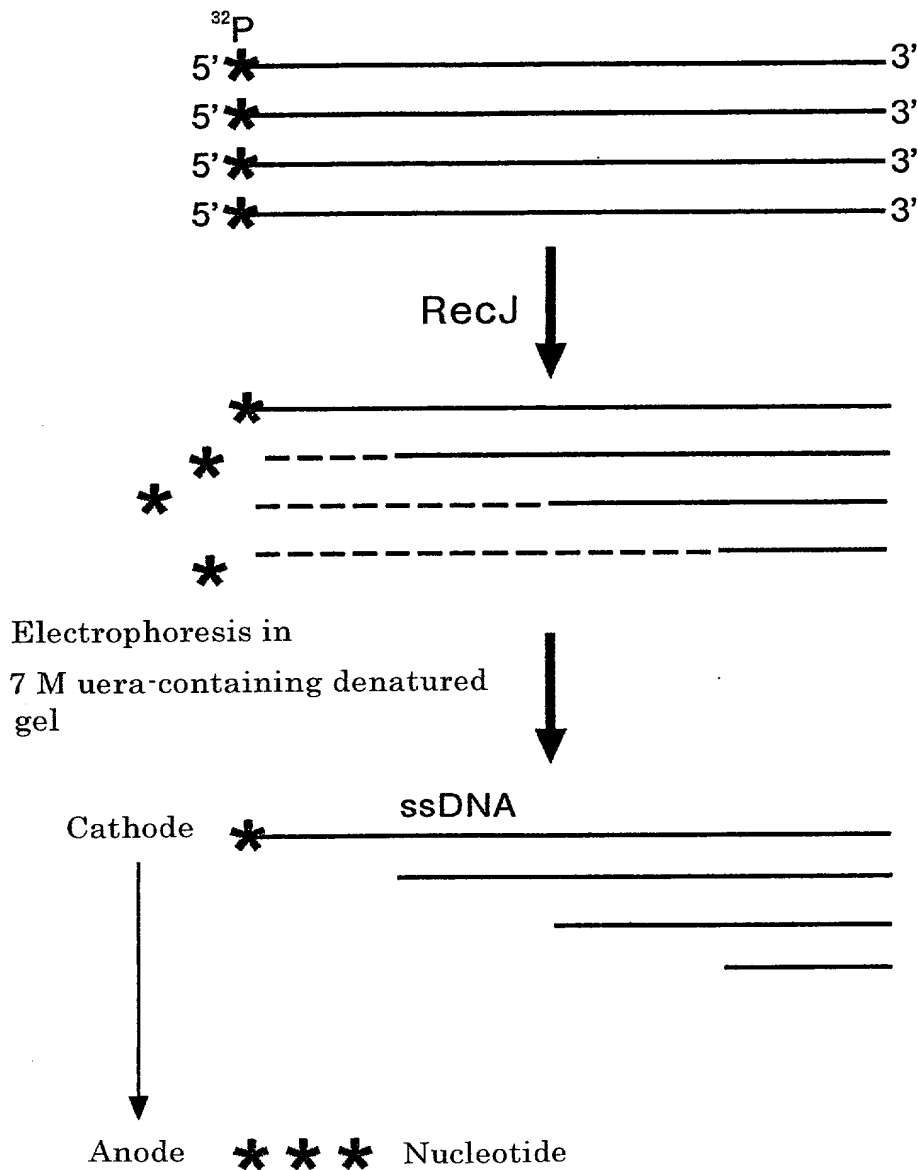 ³²P
5' * 3'
5' * 3'
5' * 3'
5' * 3'
RecJ
*
*
*
*
Electrophoresis in
7 M uera-containing denatured
gel
ssDNA
Cathode *
Anode * * * Nucleotide